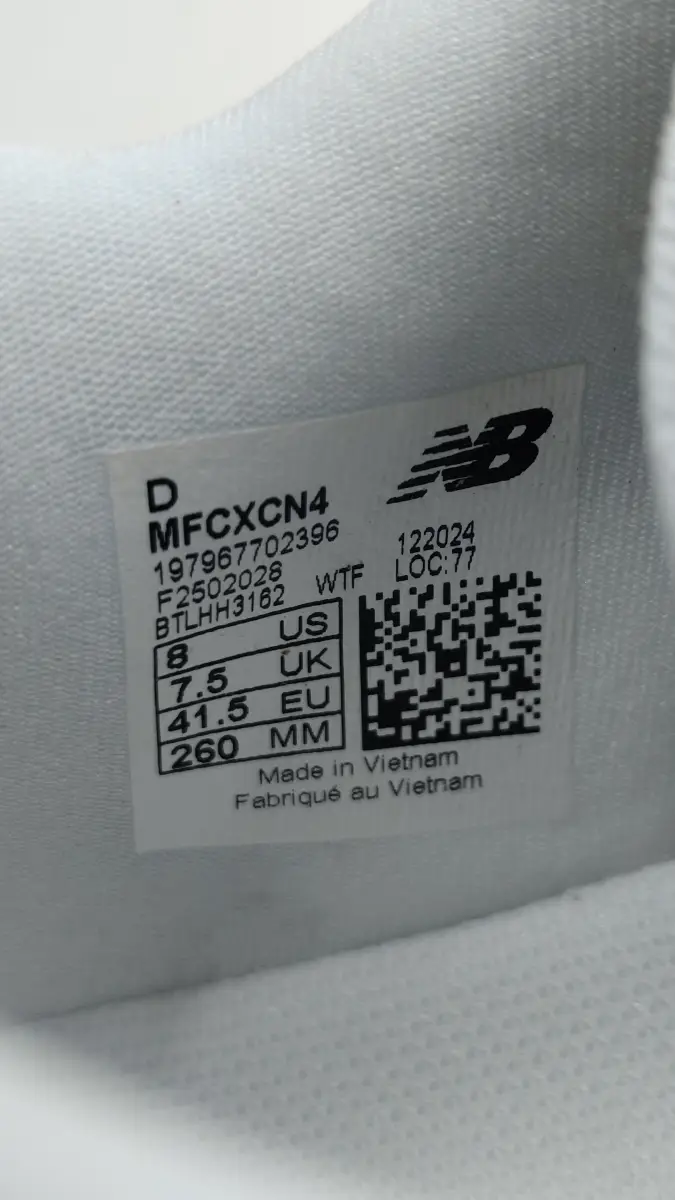 NB
D
MFCXCN4
197967702396
122024
F2502028
LOC:77
BTLHH3162 WTF
8 US
7.5 UK
41.5 EU
260 MM
Made in Vietnam
Fabriqué au Vietnam